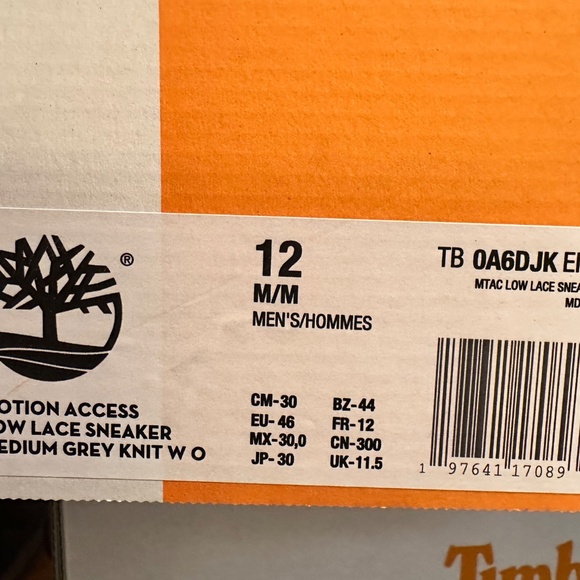 ®
12
M/M
MEN'S/HOMMES
CM-30 BZ-44
EU- 46 FR-12
MX-30,0 CN-300
JP-30 UK-11.5
OTION ACCESS
OW LACE SNEAKER
EDIUM GREY KNIT W O
TB 0A6DJK E
MTAC LOW LACE SNEA
MD
1 97641 17089
Timb